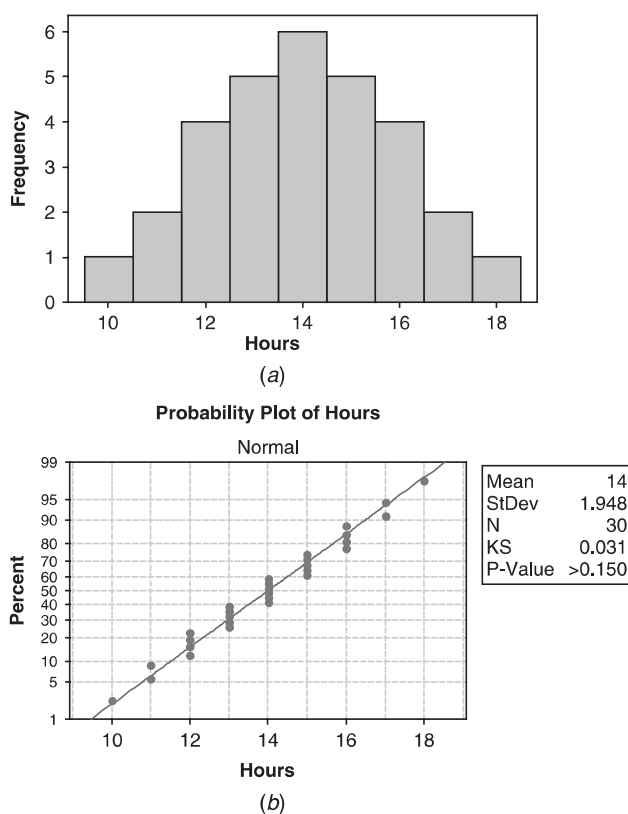 6
5
4
3
2
1
0
Frequency
10 12 14 16 18
Hours
(a)
Probability Plot of Hours
Normal
99
95
90
80
70
60
50
40
30
20
10
5
1
Percent
10 12 14 16 18
Hours
(b)
Mean 14
StDev 1.948
N 30
KS 0.031
P-Value >0.150